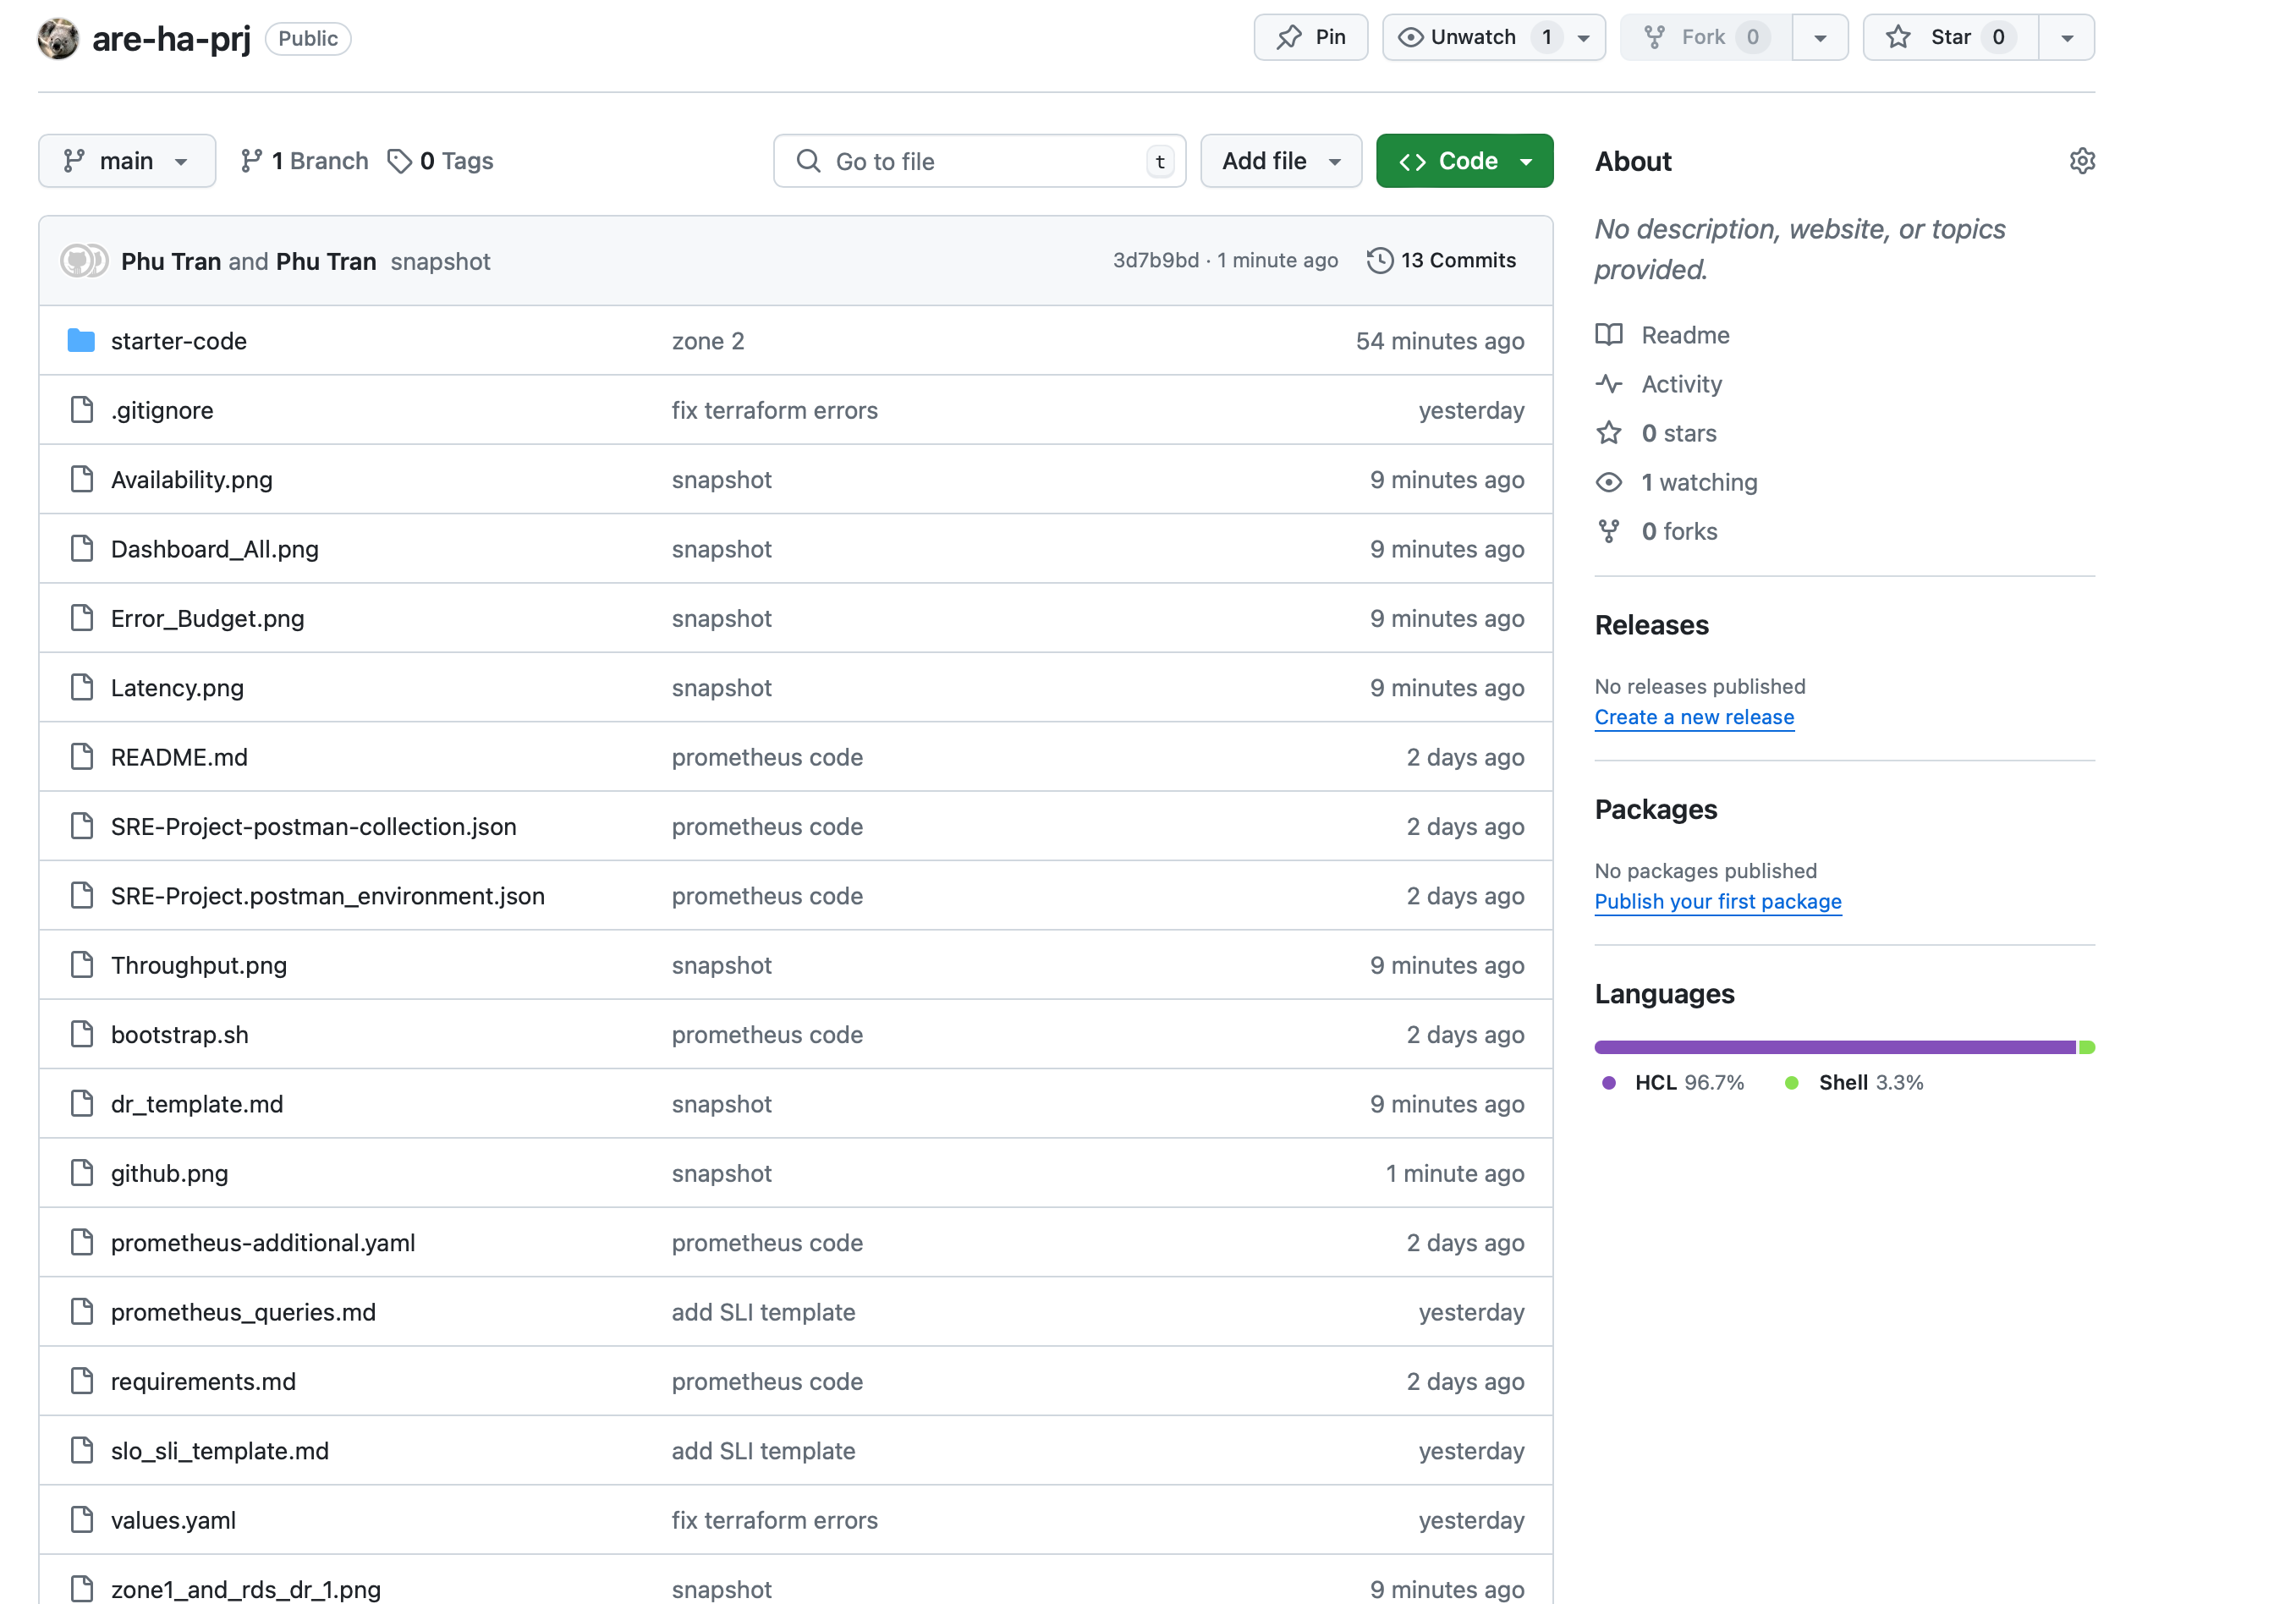 are-ha-prj Public Pin Unwatch 1 Fork 0 Star 0
main 1 Branch 0 Tags Go to file t Add file Code
Phu Tran and Phu Tran snapshot 3d7b9bd · 1 minute ago 13 Commits
starter-code zone 2 54 minutes ago
.gitignore fix terraform errors yesterday
Availability.png snapshot 9 minutes ago
Dashboard_All.png snapshot 9 minutes ago
Error_Budget.png snapshot 9 minutes ago
Latency.png snapshot 9 minutes ago
README.md prometheus code 2 days ago
SRE-Project-postman-collection.json prometheus code 2 days ago
SRE-Project.postman_environment.json prometheus code 2 days ago
Throughput.png snapshot 9 minutes ago
bootstrap.sh prometheus code 2 days ago
dr_template.md snapshot 9 minutes ago
github.png snapshot 1 minute ago
prometheus-additional.yaml prometheus code 2 days ago
prometheus_queries.md add SLI template yesterday
requirements.md prometheus code 2 days ago
slo_sli_template.md add SLI template yesterday
values.yaml fix terraform errors yesterday
zone1_and_rds_dr_1.png snapshot 9 minutes ago
About
No description, website, or topics
provided.
Readme
Activity
0 stars
1 watching
0 forks
Releases
No releases published
Create a new release
Packages
No packages published
Publish your first package
Languages
HCL 96.7% Shell 3.3%